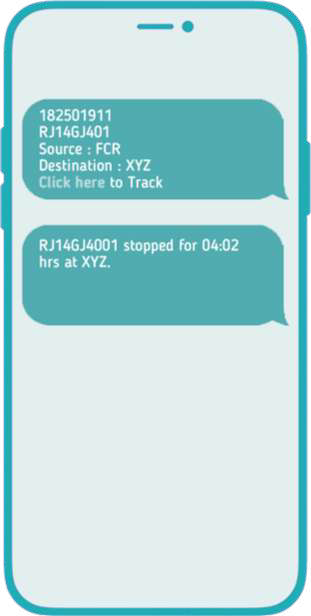 182501911
RJ14GJ401
Source : FCR
Destination : XYZ
Click here to Track
RJ14GJ4001 stopped for 04:02
hrs at XYZ.